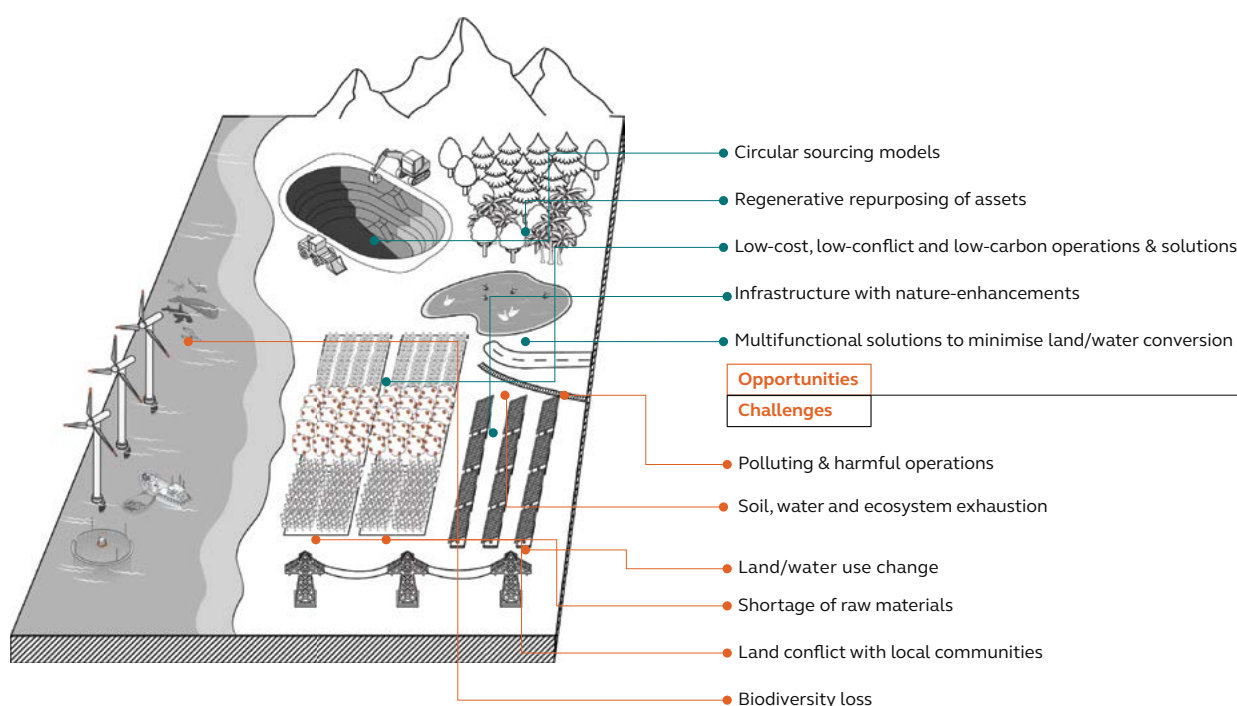 Circular sourcing models
Regenerative repurposing of assets
Low-cost, low-conflict and low-carbon operations & solutions
Infrastructure with nature-enhancements
Multifunctional solutions to minimise land/water conversion
Opportunities
Challenges
Polluting & harmful operations
Soil, water and ecosystem exhaustion
Land/water use change
Shortage of raw materials
Land conflict with local communities
Biodiversity loss